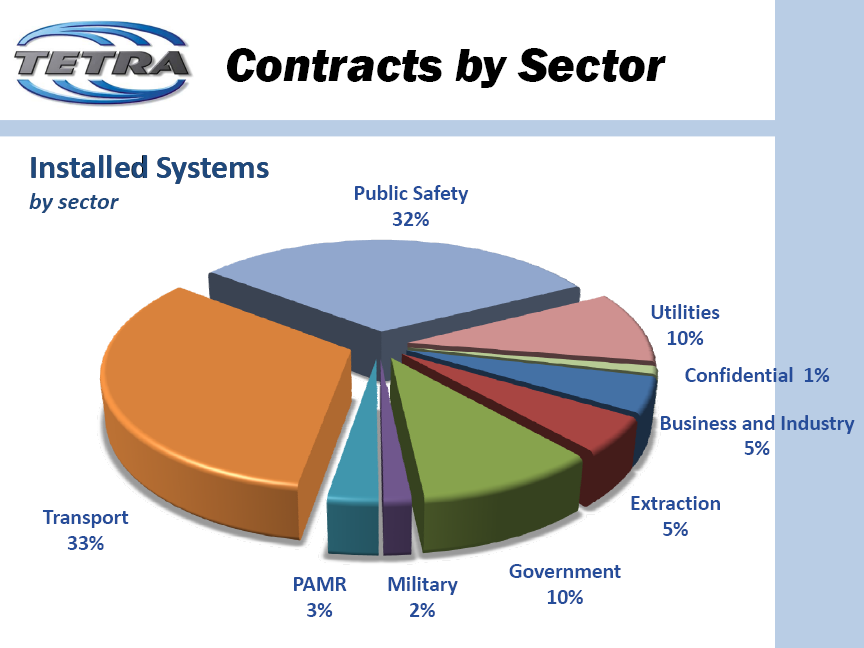 TETRA
Contracts by Sector
Installed Systems
by sector
Public Safety
32%
Utilities
10%
Confidential 1%
Business and Industry
5%
Extraction
5%
Government
10%
Military
2%
PAMR
3%
Transport
33%